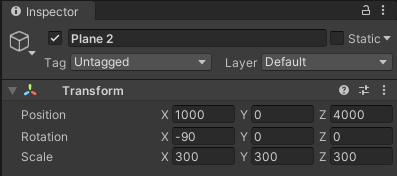 Inspector
Plane 2
Static
Tag Untagged Layer Default
Transform
Position X 1000 Y 0 Z 4000
Rotation X -90 Y 0 Z 0
Scale X 300 Y 300 Z 300